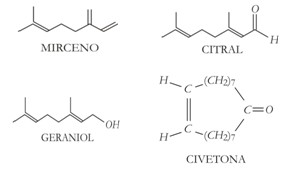 O
H
MIRCENO
CITRAL
H
(CH2)7
C
C=O
OH
C
GERANIOL
H
(CH2)7
CIVETONA